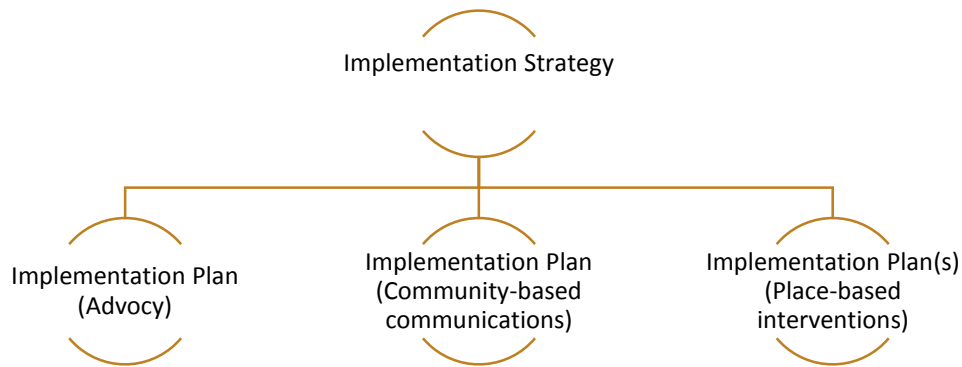 Implementation Strategy
Implementation Plan
(Advocy)
Implementation Plan
(Community-based
communications)
Implementation Plan(s)
(Place-based
interventions)